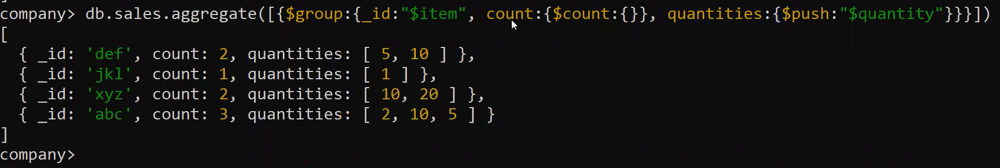 company> db.sales.aggregate([{$group:{_id:"$item", count:{$count:{}}, quantities:{$push:"$quantity"}}}])
[
  { _id: 'def', count: 2, quantities: [ 5, 10 ] },
  { _id: 'jkl', count: 1, quantities: [ 1 ] },
  { _id: 'xyz', count: 2, quantities: [ 10, 20 ] },
  { _id: 'abc', count: 3, quantities: [ 2, 10, 5 ] }
]
company>